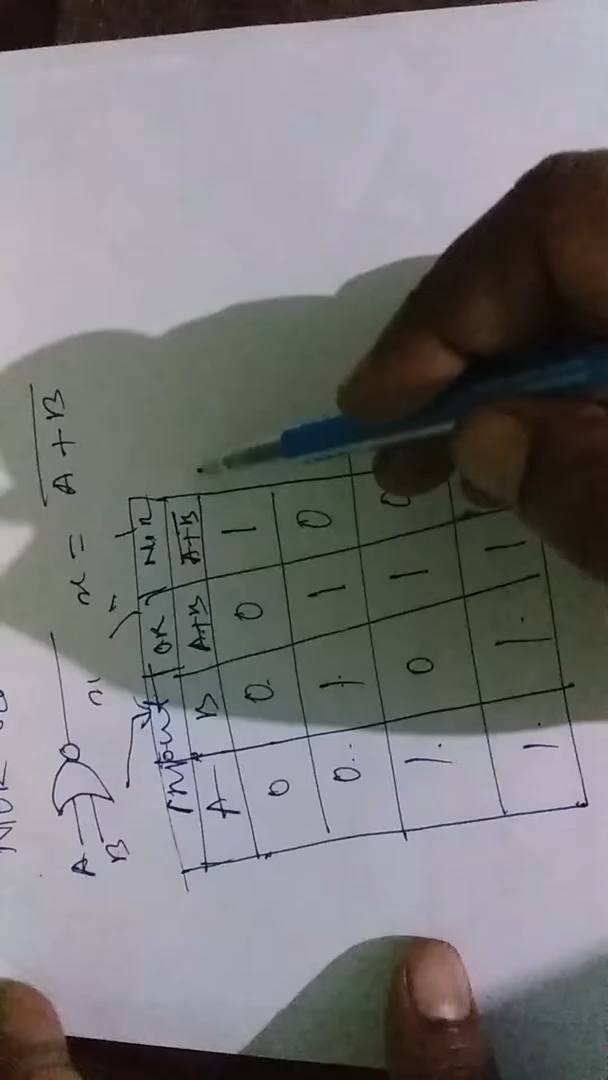 NOR
A
B
x
x = A+B
Input OR NOR
A B A+B A+B
0 0 0 1
0. 1. 1 0
1. 0 1 0
1. 1. 1